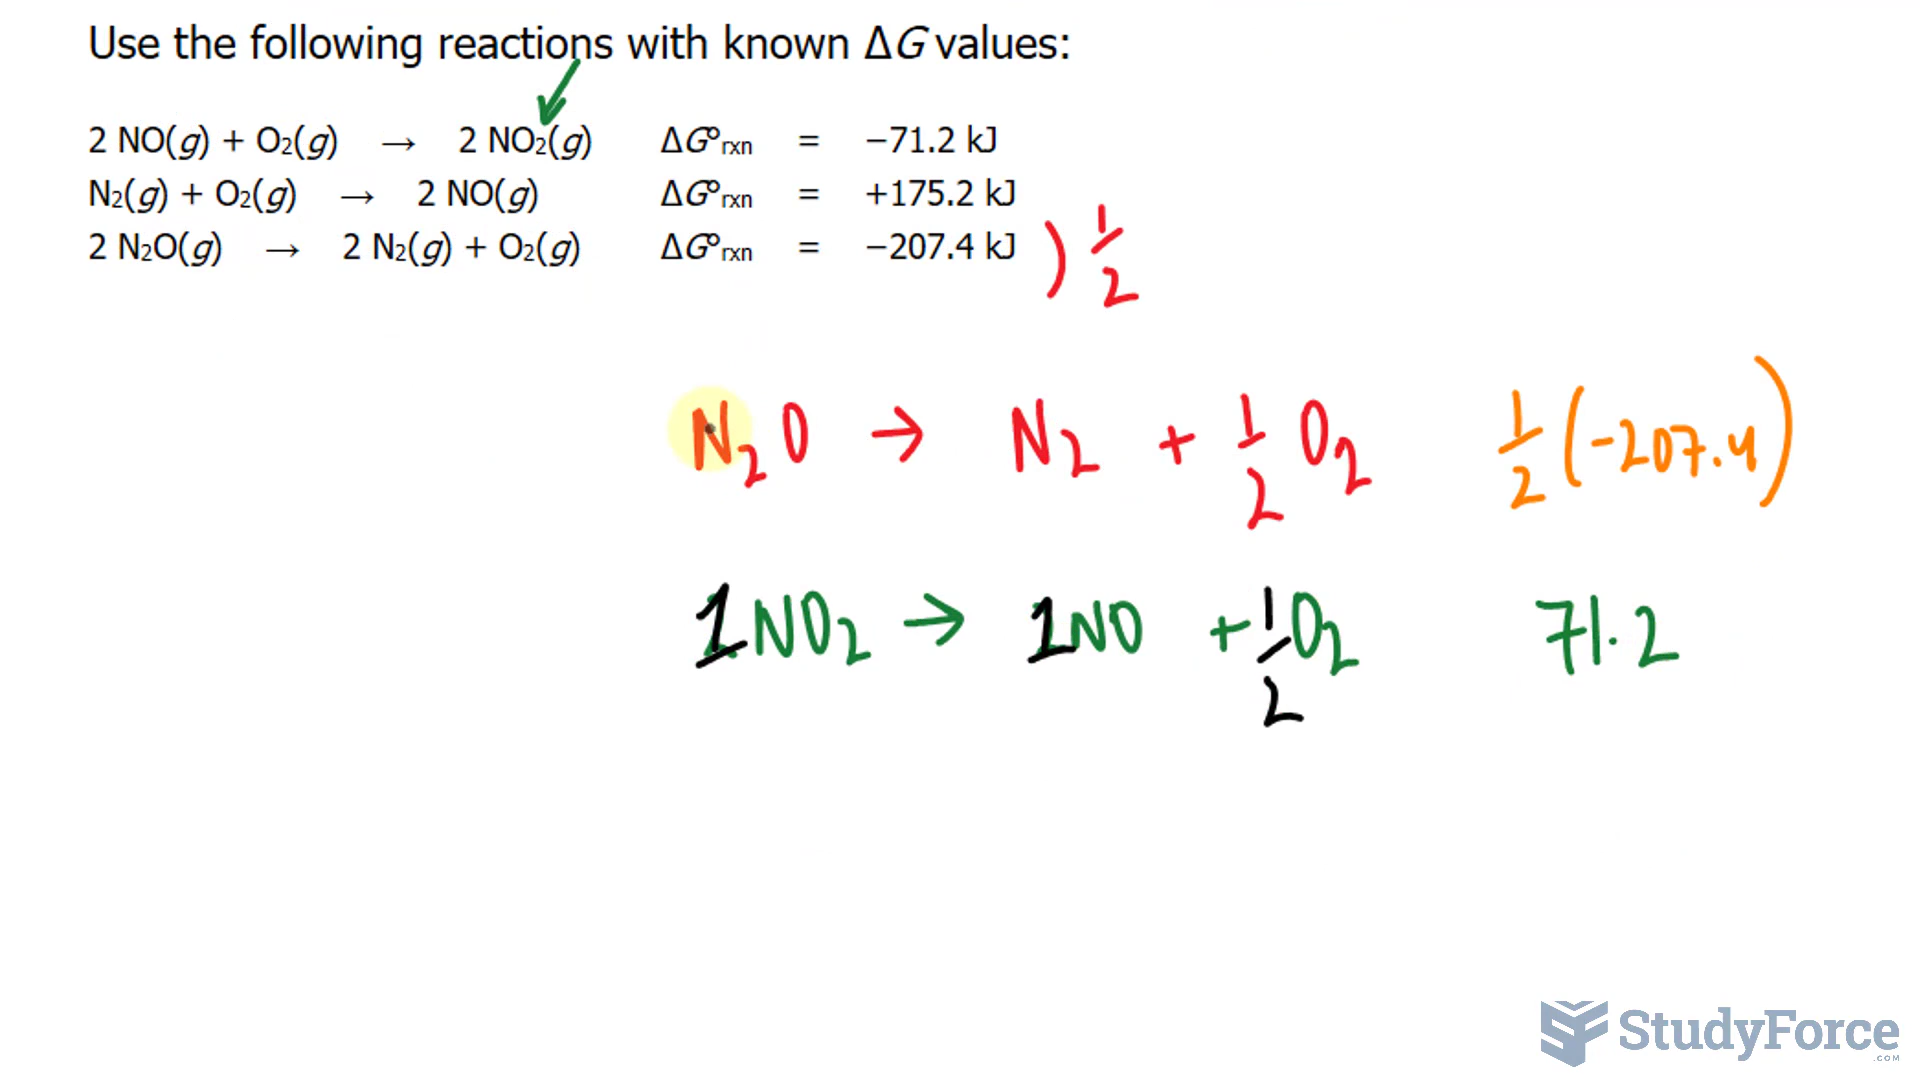 Use the following reactions with known ΔG values:
2 NO(g) + O2(g) → 2 NO2(g) ΔG°rxn = −71.2 kJ
N2(g) + O2(g) → 2 NO(g) ΔG°rxn = +175.2 kJ
2 N2O(g) → 2 N2(g) + O2(g) ΔG°rxn = −207.4 kJ ) 1/2
N2O → N2 + 1/2 O2 1/2 (-207.4)
1NO2 → 1NO + 1/2 O2 71.2
StudyForce
.COM